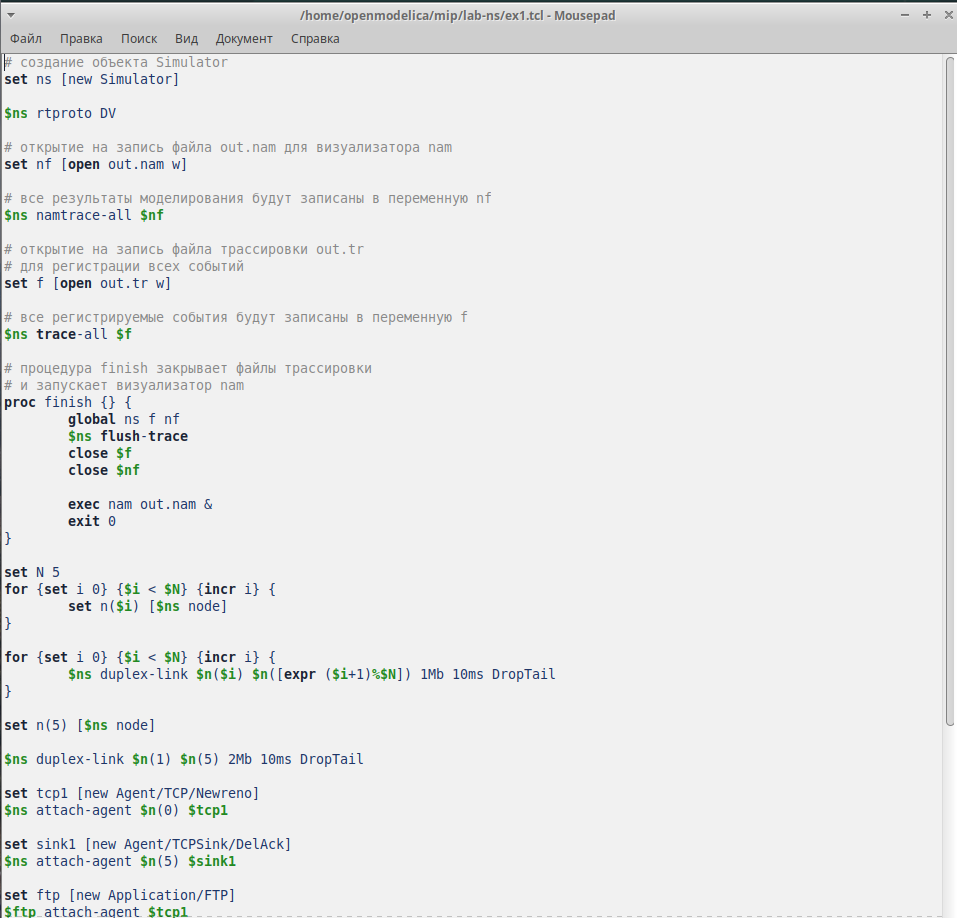 /home/openmodelica/mip/lab-ns/ex1.tcl - Mousepad
Файл Правка Поиск Вид Документ Справка
# создание объекта Simulator
set ns [new Simulator]

$ns rtproto DV

# открытие на запись файла out.nam для визуализатора nam
set nf [open out.nam w]

# все результаты моделирования будут записаны в переменную nf
$ns namtrace-all $nf

# открытие на запись файла трассировки out.tr
# для регистрации всех событий
set f [open out.tr w]

# все регистрируемые события будут записаны в переменную f
$ns trace-all $f

# процедура finish закрывает файлы трассировки
# и запускает визуализатор nam
proc finish {} {
        global ns f nf
        $ns flush-trace
        close $f
        close $nf

        exec nam out.nam &
        exit 0
}

set N 5
for {set i 0} {$i < $N} {incr i} {
        set n($i) [$ns node]
}

for {set i 0} {$i < $N} {incr i} {
        $ns duplex-link $n($i) $n([expr ($i+1)%$N]) 1Mb 10ms DropTail
}

set n(5) [$ns node]

$ns duplex-link $n(1) $n(5) 2Mb 10ms DropTail

set tcp1 [new Agent/TCP/Newreno]
$ns attach-agent $n(0) $tcp1

set sink1 [new Agent/TCPSink/DelAck]
$ns attach-agent $n(5) $sink1

set ftp [new Application/FTP]
$ftp attach-agent $tcp1